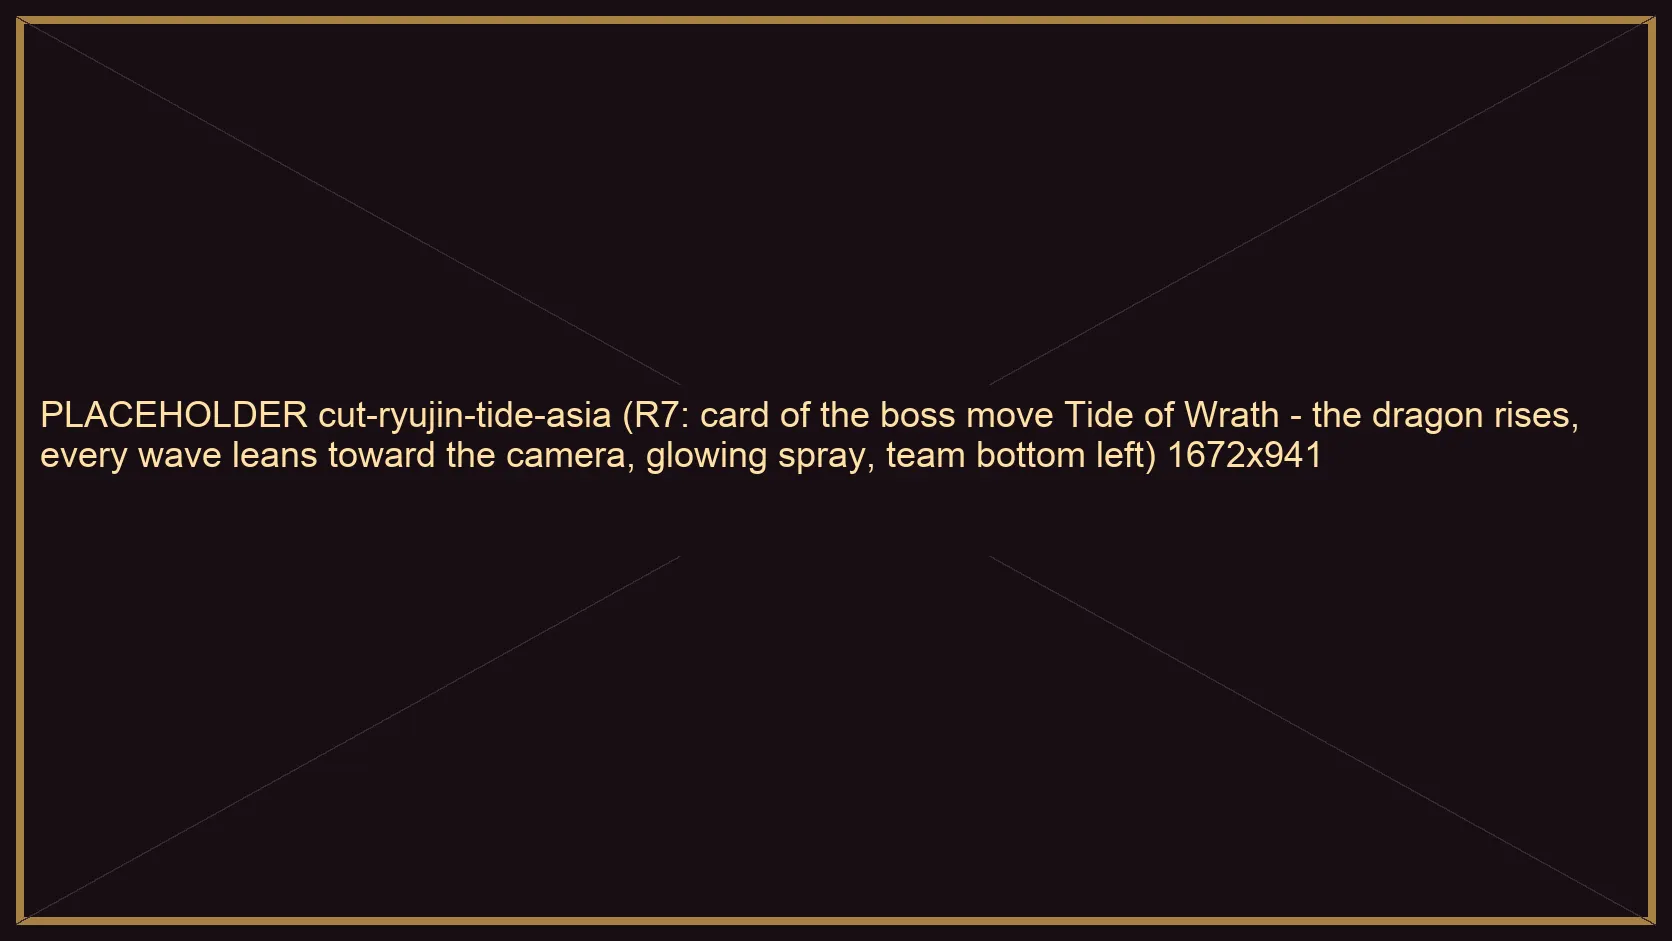 PLACEHOLDER cut-ryujin-tide-asia (R7: card of the boss move Tide of Wrath - the dragon rises,
every wave leans toward the camera, glowing spray, team bottom left) 1672x941